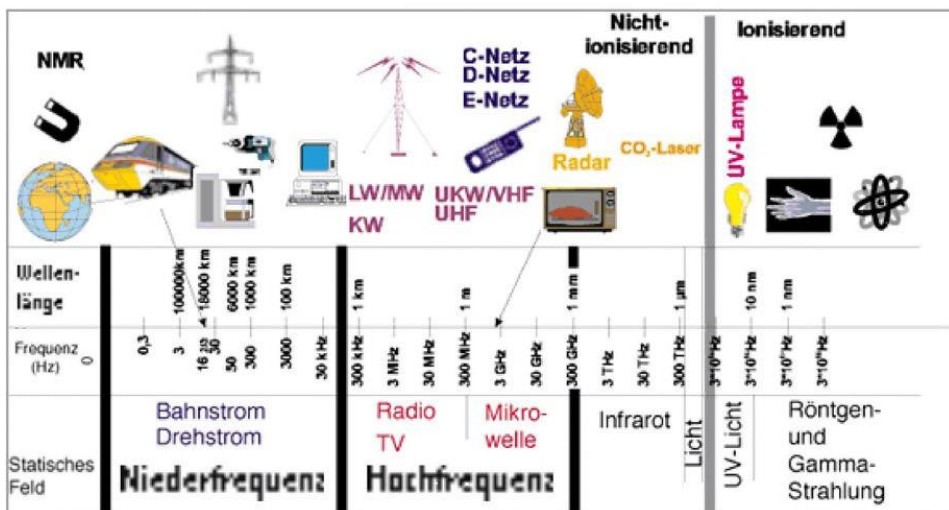 NMR
C-Netz
D-Netz
E-Netz
Nicht-
ionisierend
Ionisierend
UV-Lampe
Radar
CO₂-Laser
LW/MW
KW
UKW/VHF
UHF
Wellen-
länge
100000km
18000 km
6000 km
1000 km
100 km
1 km
1 m
1 mm
1 µm
10 nm
1 nm
Frequenz
(Hz)
0
0,3
3
16 2/3
30
50
300
3000
30 kHz
300 kHz
3 MHz
30 MHz
300 MHz
3 GHz
30 GHz
300 GHz
3 THz
30 THz
300 THz
Bahnstrom
Drehstrom
Radio
TV
Mikro-
welle
Infrarot
Licht
UV-Licht
Röntgen-
und
Gamma-
Strahlung
Statisches
Feld
Niederfrequenz
Hochfrequenz